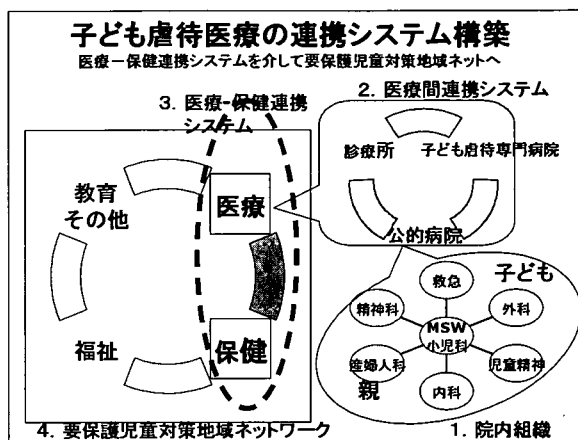 子ども虐待医療の連携システム構築
医療－保健連携システムを介して要保護児童対策地域ネットへ
3. 医療-保健連携
システム
2. 医療間連携システム
診療所
子ども虐待専門病院
公的病院
教育
その他
医療
福祉
保健
子ども
救急
精神科
外科
MSW
小児科
産婦人科
児童精神
親
内科
4. 要保護児童対策地域ネットワーク
1. 院内組織